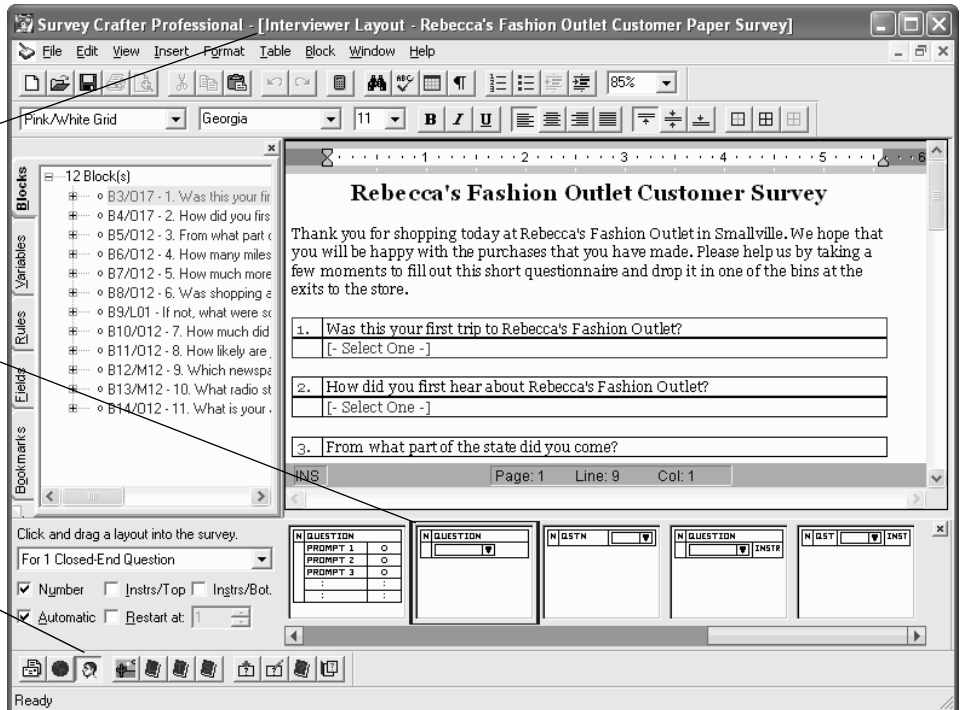 Survey Crafter Professional - [Interviewer Layout - Rebecca's Fashion Outlet Customer Paper Survey]
File Edit View Insert Format Table Block Window Help
85%
Pink/White Grid Georgia 11 B I U
Blocks
Variables
Rules
Fields
Bookmarks
12 Block(s)
B3/O17 - 1. Was this your fir
B4/O17 - 2. How did you firs
B5/O12 - 3. From what part o
B6/O12 - 4. How many miles
B7/O12 - 5. How much more
B8/O12 - 6. Was shopping a
B9/L01 - If not, what were so
B10/O12 - 7. How much did
B11/O12 - 8. How likely are
B12/M12 - 9. Which newspa
B13/M12 - 10. What radio st
B14/O12 - 11. What is your
1 2 3 4 5 6
Rebecca's Fashion Outlet Customer Survey
Thank you for shopping today at Rebecca's Fashion Outlet in Smallville. We hope that
you will be happy with the purchases that you have made. Please help us by taking a
few moments to fill out this short questionnaire and drop it in one of the bins at the
exits to the store.
1. Was this your first trip to Rebecca's Fashion Outlet?
[- Select One -]
2. How did you first hear about Rebecca's Fashion Outlet?
[- Select One -]
3. From what part of the state did you come?
INS Page: 1 Line: 9 Col: 1
Click and drag a layout into the survey.
For 1 Closed-End Question
Number Instrs/Top Instrs/Bot.
Automatic Restart at: 1
N QUESTION
PROMPT 1
PROMPT 2
PROMPT 3
N QUESTION
N QSTN
N QUESTION
INSTR
N QST INST
Ready